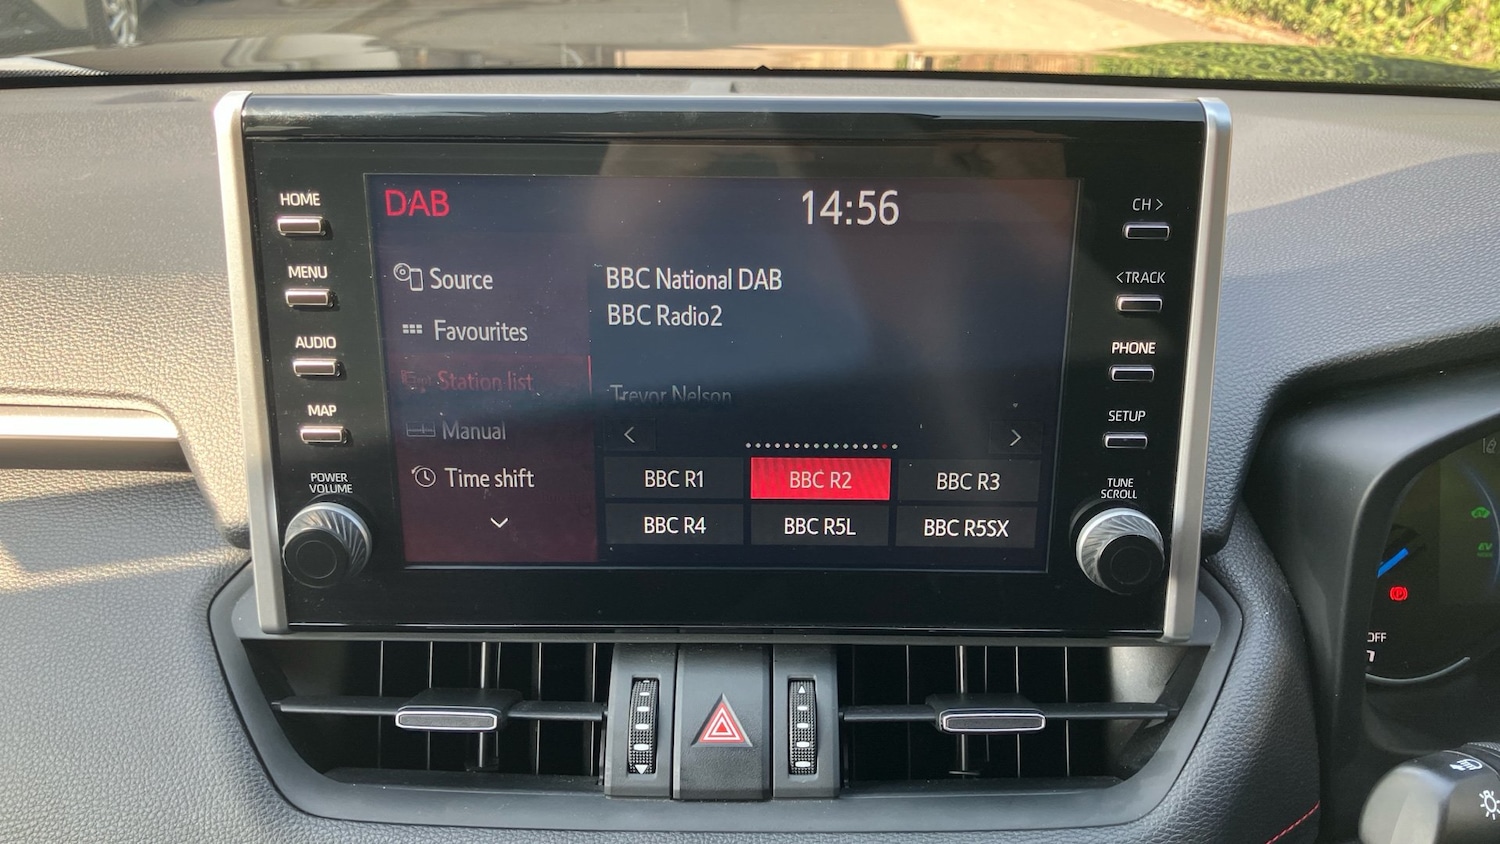 HOME
MENU
AUDIO
MAP
POWER
VOLUME
DAB
14:56
Source
Favourites
Station list
Manual
Time shift
BBC National DAB
BBC Radio2
Trevor Nelson
<
>
BBC R1
BBC R2
BBC R3
BBC R4
BBC R5L
BBC R5SX
CH >
<TRACK
PHONE
SETUP
TUNE
SCROLL
EV
OFF